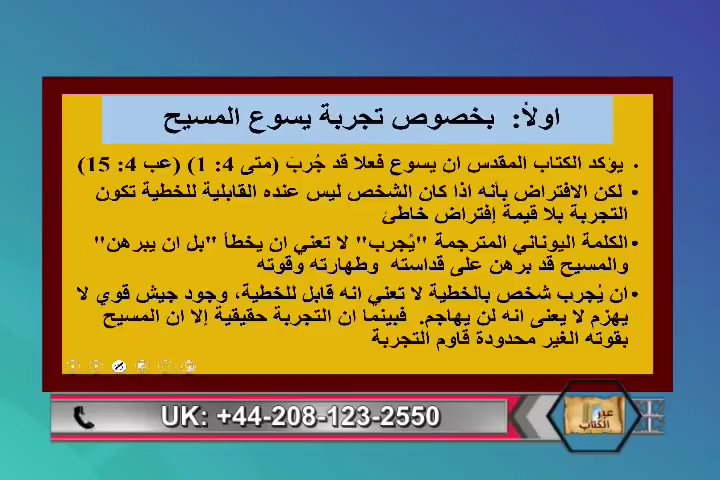 اولاً: بخصوص تجربة يسوع المسيح
• يؤكد الكتاب المقدس ان يسوع فعلا قد جُربَ (متى 4: 1) (عب 4: 15)
• لكن الافتراض بأنه اذا كان الشخص ليس عنده القابلية للخطية تكون
التجربة بلا قيمة إفتراض خاطئ
• الكلمة اليوناني المترجمة "يُجرب" لا تعني ان يخطأ "بل ان يبرهن"
والمسيح قد برهن على قداسته وطهارته وقوته
• ان يُجرب شخص بالخطية لا تعني انه قابل للخطية، وجود جيش قوي لا
يهزم لا يعنى انه لن يهاجم. فبينما ان التجربة حقيقية إلا ان المسيح
بقوته الغير محدودة قاوم التجربة
UK: +44-208-123-2550
عبر
الكتاب